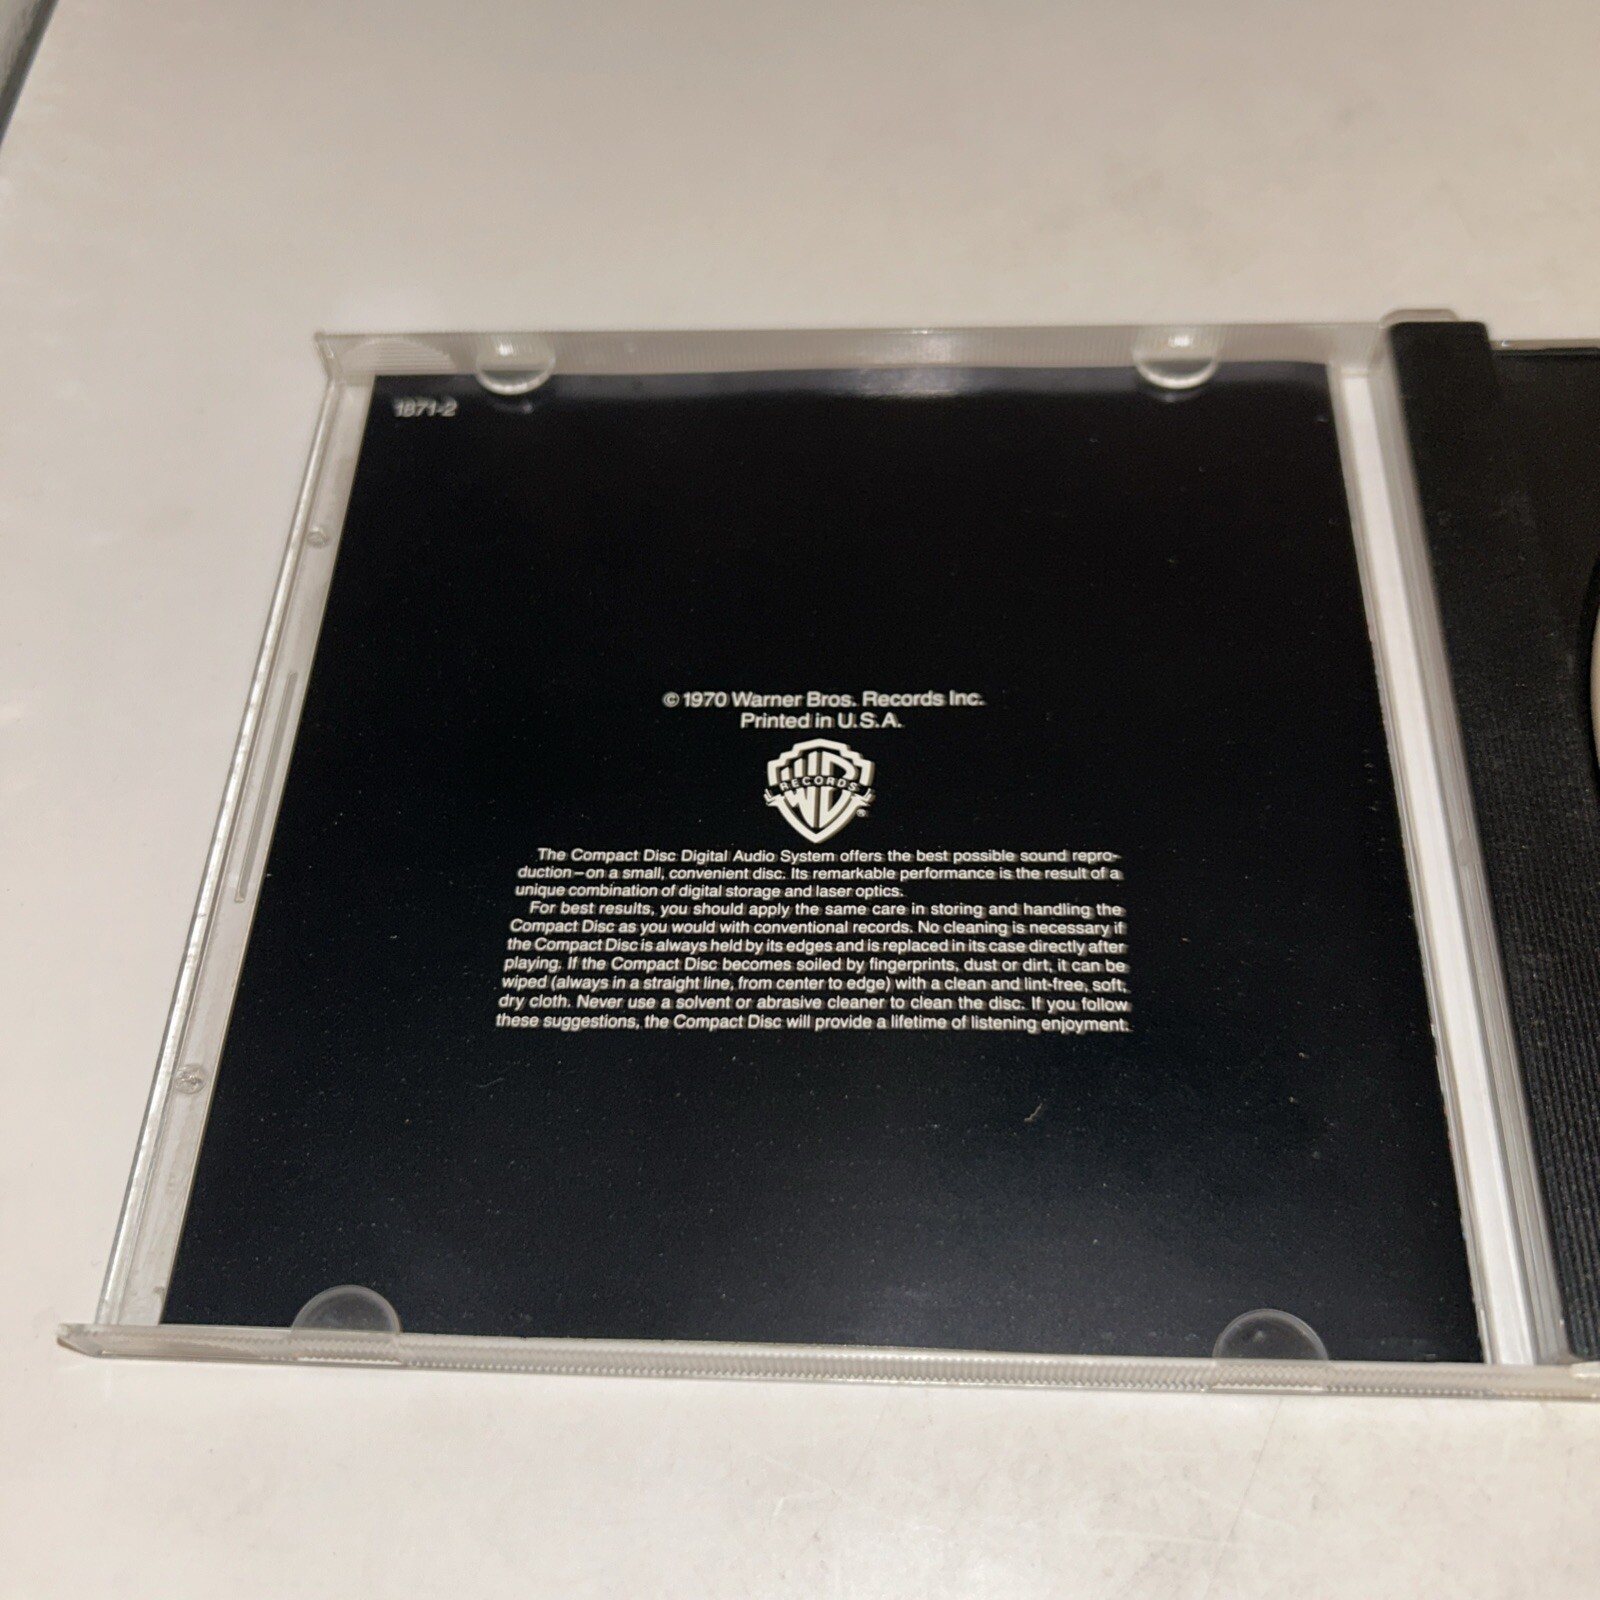 1871-2
© 1970 Warner Bros. Records Inc.
Printed in U.S.A.
WB
RECORDS
®
The Compact Disc Digital Audio System offers the best possible sound repro-
duction—on a small, convenient disc. Its remarkable performance is the result of a
unique combination of digital storage and laser optics.
For best results, you should apply the same care in storing and handling the
Compact Disc as you would with conventional records. No cleaning is necessary if
the Compact Disc is always held by its edges and is replaced in its case directly after
playing. If the Compact Disc becomes soiled by fingerprints, dust or dirt, it can be
wiped (always in a straight line, from center to edge) with a clean and lint-free, soft,
dry cloth. Never use a solvent or abrasive cleaner to clean the disc. If you follow
these suggestions, the Compact Disc will provide a lifetime of listening enjoyment.